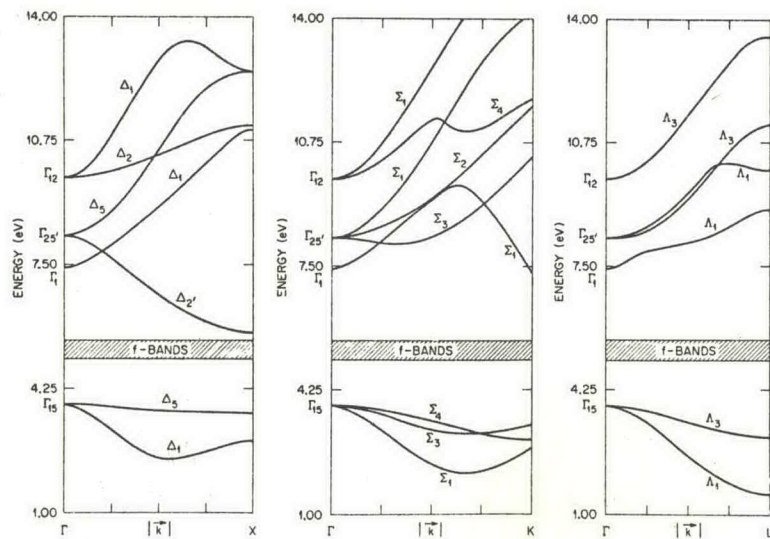 14.00
10.75
7.50
4.25
1.00
ENERGY (eV)
Γ12
Γ25'
Γ1
Γ15
Δ1
Δ2
Δ1
Δ5
Δ2'
f-BANDS
Δ5
Δ1
Γ
|k⃗|
X
14.00
10.75
7.50
4.25
1.00
ENERGY (eV)
Γ12
Γ25'
Γ1
Γ15
Σ1
Σ4
Σ1
Σ2
Σ3
Σ1
f-BANDS
Σ4
Σ3
Σ1
Γ
|k⃗|
K
14.00
10.75
7.50
4.25
1.00
ENERGY (eV)
Γ12
Γ25'
Γ1
Γ15
Λ3
Λ3
Λ1
Λ1
f-BANDS
Λ3
Λ1
Γ
|k⃗|
L